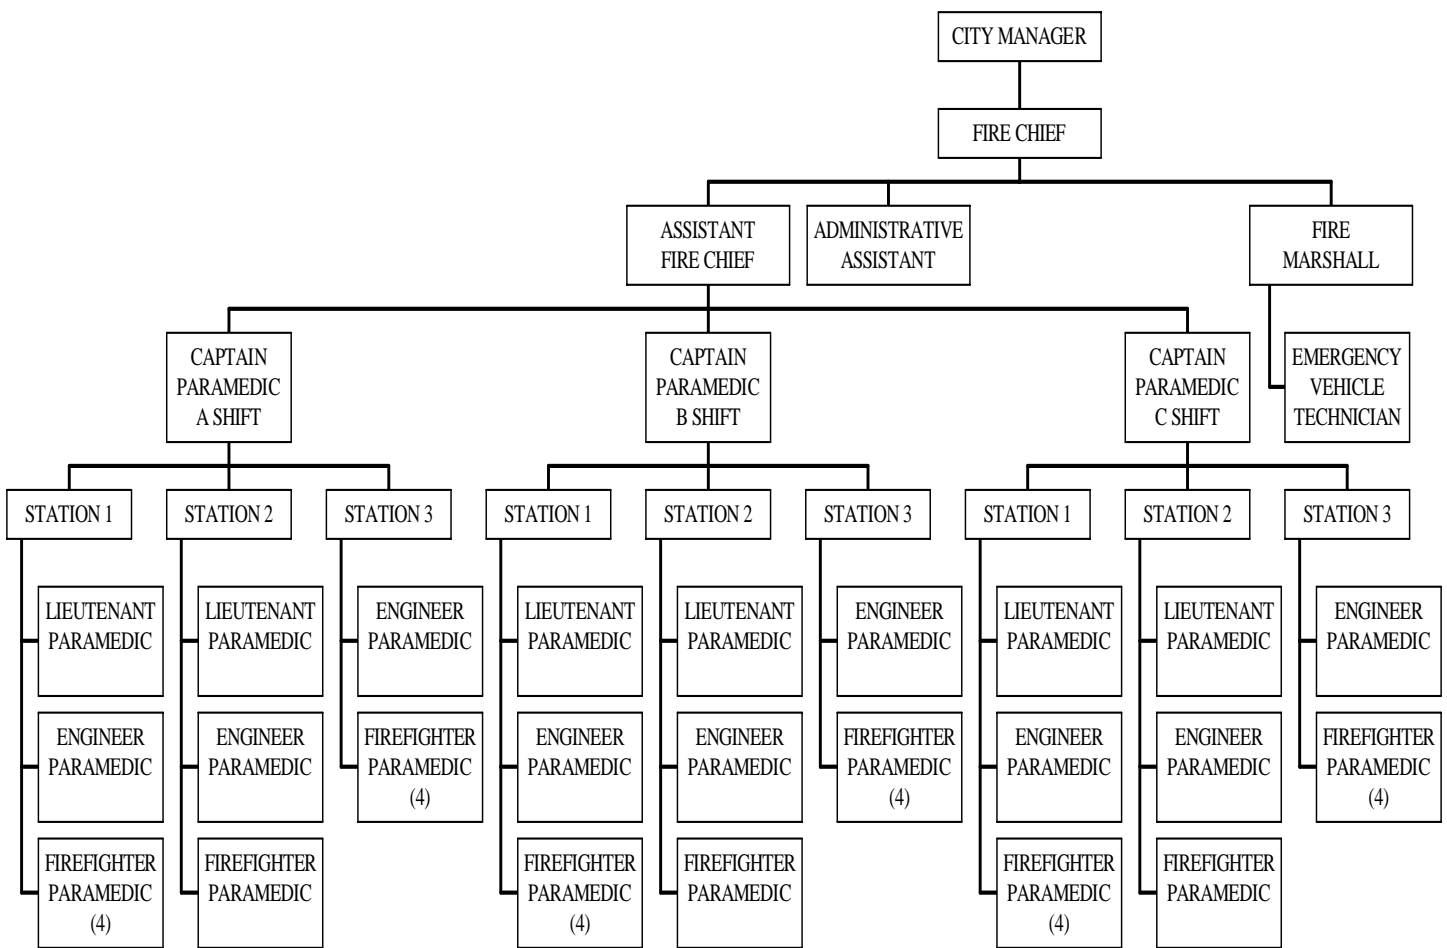 CITY MANAGER
FIRE CHIEF
ASSISTANT
FIRE CHIEF
ADMINISTRATIVE
ASSISTANT
FIRE
MARSHALL
CAPTAIN
PARAMEDIC
A SHIFT
CAPTAIN
PARAMEDIC
B SHIFT
CAPTAIN
PARAMEDIC
C SHIFT
EMERGENCY
VEHICLE
TECHNICIAN
STATION 1
STATION 2
STATION 3
STATION 1
STATION 2
STATION 3
STATION 1
STATION 2
STATION 3
LIEUTENANT
PARAMEDIC
LIEUTENANT
PARAMEDIC
ENGINEER
PARAMEDIC
LIEUTENANT
PARAMEDIC
LIEUTENANT
PARAMEDIC
ENGINEER
PARAMEDIC
LIEUTENANT
PARAMEDIC
LIEUTENANT
PARAMEDIC
ENGINEER
PARAMEDIC
ENGINEER
PARAMEDIC
ENGINEER
PARAMEDIC
FIREFIGHTER
PARAMEDIC
(4)
ENGINEER
PARAMEDIC
ENGINEER
PARAMEDIC
FIREFIGHTER
PARAMEDIC
(4)
ENGINEER
PARAMEDIC
ENGINEER
PARAMEDIC
FIREFIGHTER
PARAMEDIC
(4)
FIREFIGHTER
PARAMEDIC
(4)
FIREFIGHTER
PARAMEDIC
FIREFIGHTER
PARAMEDIC
(4)
FIREFIGHTER
PARAMEDIC
FIREFIGHTER
PARAMEDIC
(4)
FIREFIGHTER
PARAMEDIC